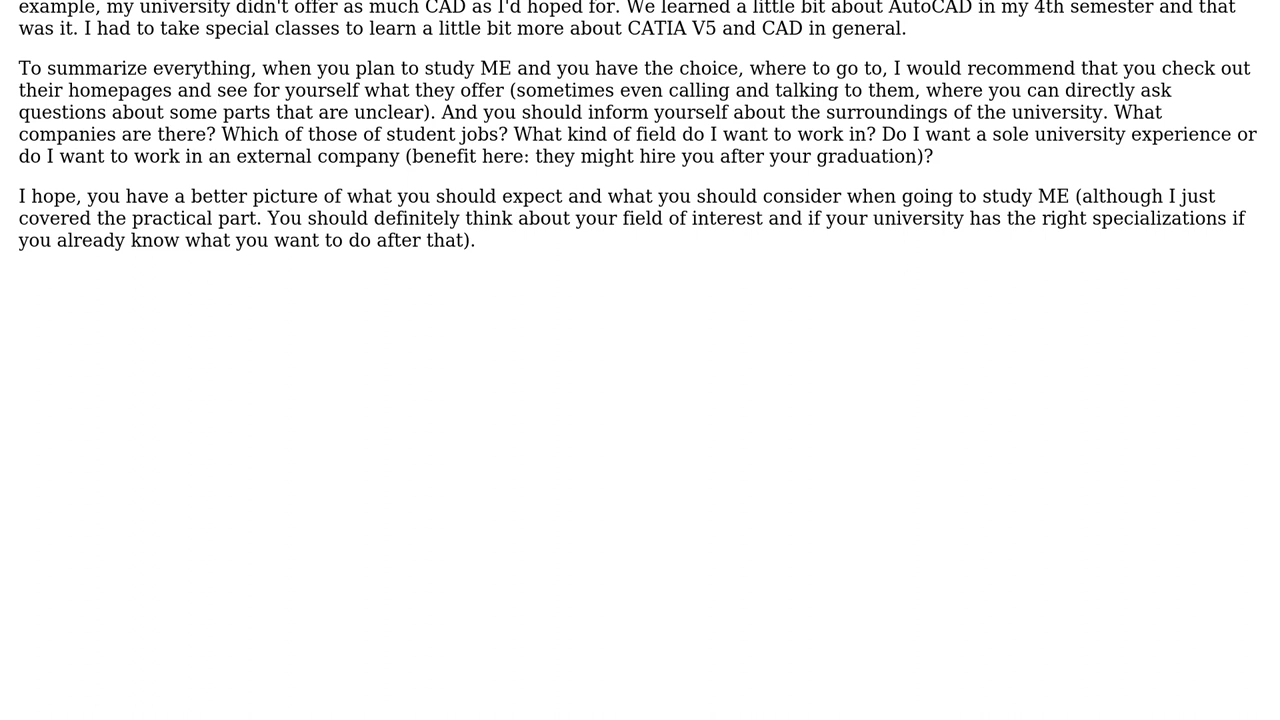 example, my university didn't offer as much CAD as I'd hoped for. We learned a little bit about AutoCAD in my 4th semester and that
was it. I had to take special classes to learn a little bit more about CATIA V5 and CAD in general.
To summarize everything, when you plan to study ME and you have the choice, where to go to, I would recommend that you check out
their homepages and see for yourself what they offer (sometimes even calling and talking to them, where you can directly ask
questions about some parts that are unclear). And you should inform yourself about the surroundings of the university. What
companies are there? Which of those of student jobs? What kind of field do I want to work in? Do I want a sole university experience or
do I want to work in an external company (benefit here: they might hire you after your graduation)?
I hope, you have a better picture of what you should expect and what you should consider when going to study ME (although I just
covered the practical part. You should definitely think about your field of interest and if your university has the right specializations if
you already know what you want to do after that).